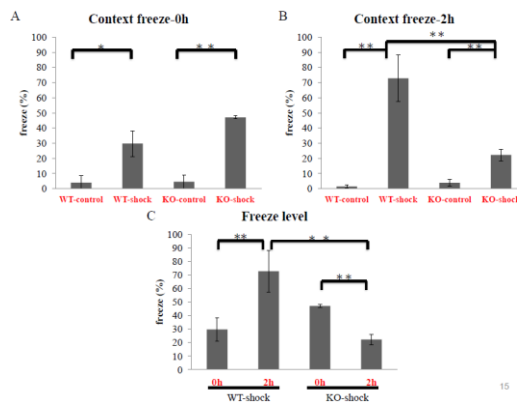 A
Context freeze-0h
freeze (%)
100
90
80
70
60
50
40
30
20
10
0
*
* *
WT-control
WT-shock
KO-control
KO-shock
B
Context freeze-2h
freeze (%)
100
90
80
70
60
50
40
30
20
10
0
**
**
**
WT-control
WT-shock
KO-control
KO-shock
C
Freeze level
freeze (%)
100
90
80
70
60
50
40
30
20
10
0
**
* *
**
0h
2h
0h
2h
WT-shock
KO-shock
15